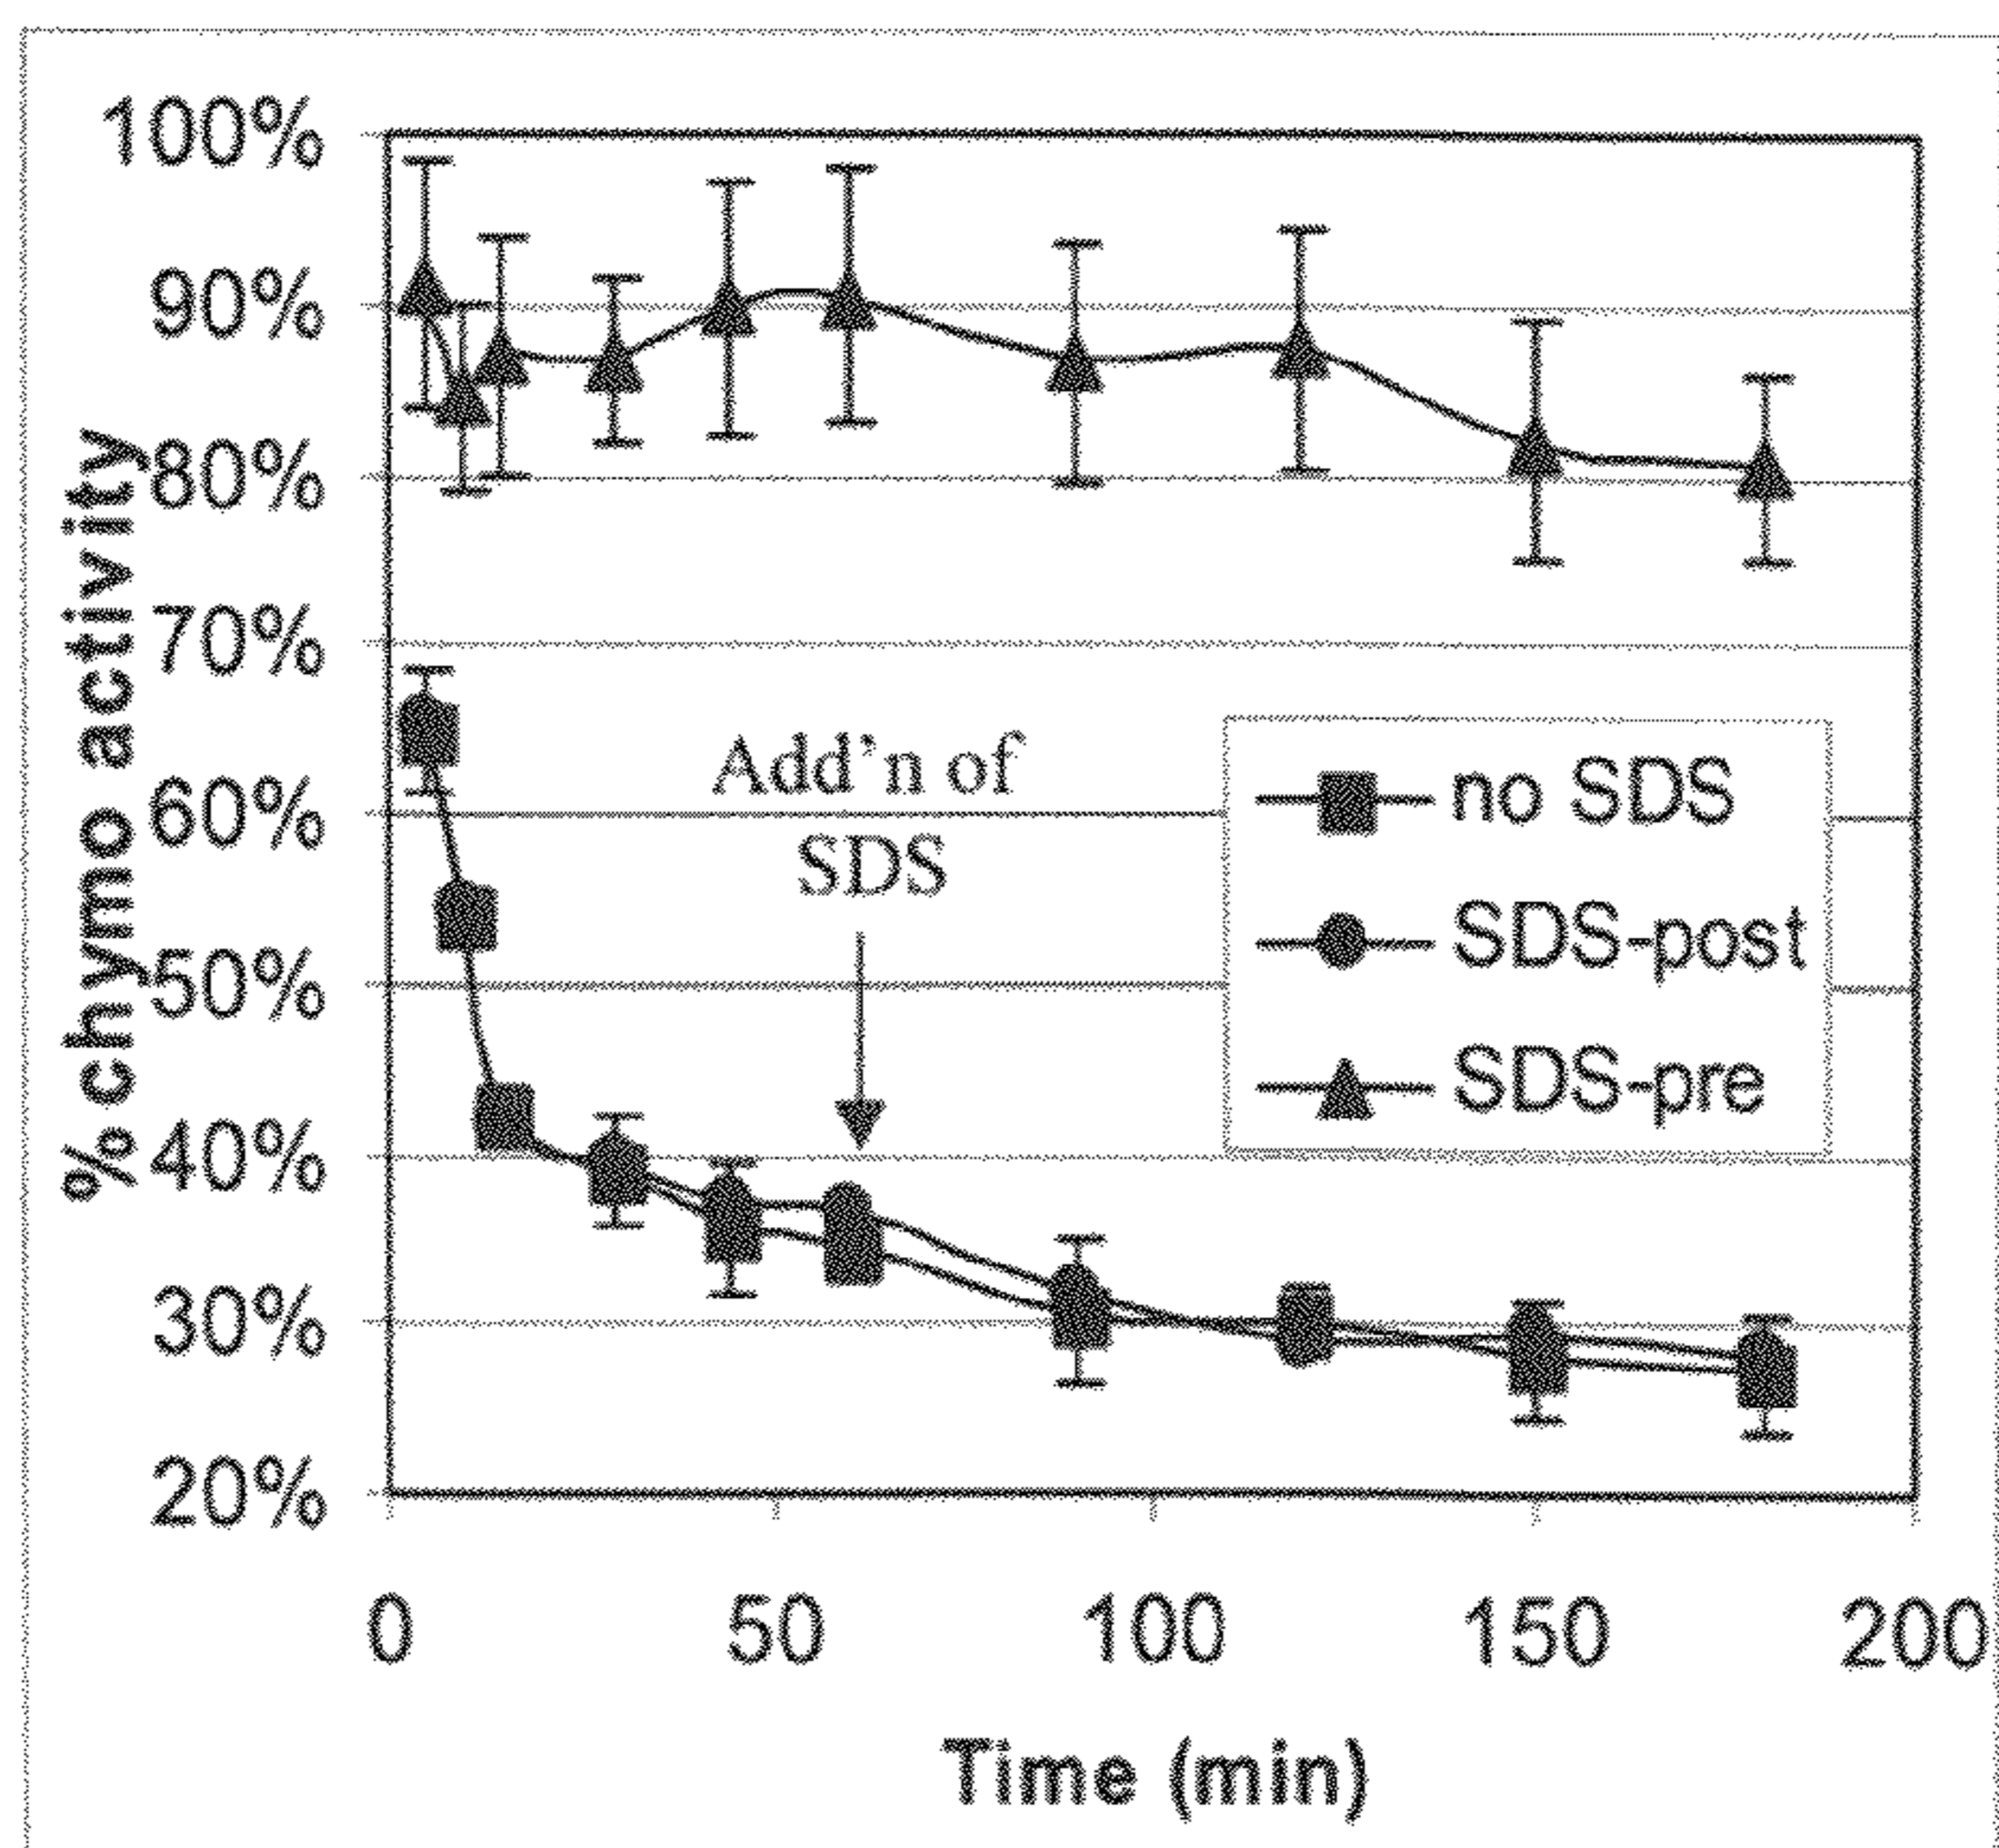 100%
90%
80%
70%
60%
50%
40%
30%
20%
% chymo activity
Add’n of
SDS
no SDS
SDS-post
SDS-pre
0 50 100 150 200
Time (min)